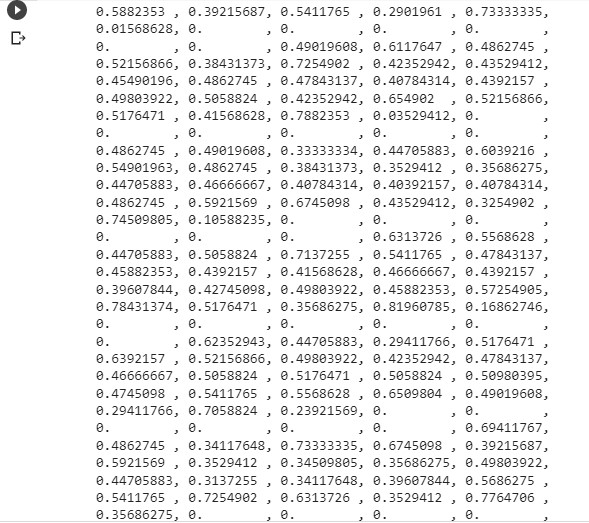 0.5882353 , 0.39215687, 0.5411765 , 0.2901961 , 0.73333335,
0.01568628, 0. , 0. , 0. , 0. ,
0. , 0. , 0.49019608, 0.6117647 , 0.4862745 ,
0.52156866, 0.38431373, 0.7254902 , 0.42352942, 0.43529412,
0.45490196, 0.4862745 , 0.47843137, 0.40784314, 0.4392157 ,
0.49803922, 0.5058824 , 0.42352942, 0.654902 , 0.52156866,
0.5176471 , 0.41568628, 0.7882353 , 0.03529412, 0. ,
0. , 0. , 0. , 0. , 0. ,
0.4862745 , 0.49019608, 0.33333334, 0.44705883, 0.6039216 ,
0.54901963, 0.4862745 , 0.38431373, 0.3529412 , 0.35686275,
0.44705883, 0.46666667, 0.40784314, 0.40392157, 0.40784314,
0.4862745 , 0.5921569 , 0.6745098 , 0.43529412, 0.3254902 ,
0.74509805, 0.10588235, 0. , 0. , 0. ,
0. , 0. , 0. , 0.6313726 , 0.5568628 ,
0.44705883, 0.5058824 , 0.7137255 , 0.5411765 , 0.47843137,
0.45882353, 0.4392157 , 0.41568628, 0.46666667, 0.4392157 ,
0.39607844, 0.42745098, 0.49803922, 0.45882353, 0.57254905,
0.78431374, 0.5176471 , 0.35686275, 0.81960785, 0.16862746,
0. , 0. , 0. , 0. , 0. ,
0. , 0.62352943, 0.44705883, 0.29411766, 0.5176471 ,
0.6392157 , 0.52156866, 0.49803922, 0.42352942, 0.47843137,
0.46666667, 0.5058824 , 0.5176471 , 0.5058824 , 0.50980395,
0.4745098 , 0.5411765 , 0.5568628 , 0.6509804 , 0.49019608,
0.29411766, 0.7058824 , 0.23921569, 0. , 0. ,
0. , 0. , 0. , 0. , 0.69411767,
0.4862745 , 0.34117648, 0.73333335, 0.6745098 , 0.39215687,
0.5921569 , 0.3529412 , 0.34509805, 0.35686275, 0.49803922,
0.44705883, 0.3137255 , 0.34117648, 0.39607844, 0.5686275 ,
0.5411765 , 0.7254902 , 0.6313726 , 0.3529412 , 0.7764706 ,
0.35686275, 0. , 0. , 0. , 0. ,